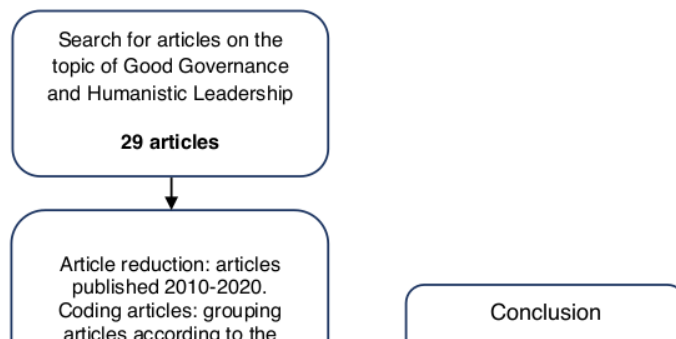 Search for articles on the
topic of Good Governance
and Humanistic Leadership
29 articles
Article reduction: articles
published 2010-2020.
Coding articles: grouping
articles according to the
Conclusion